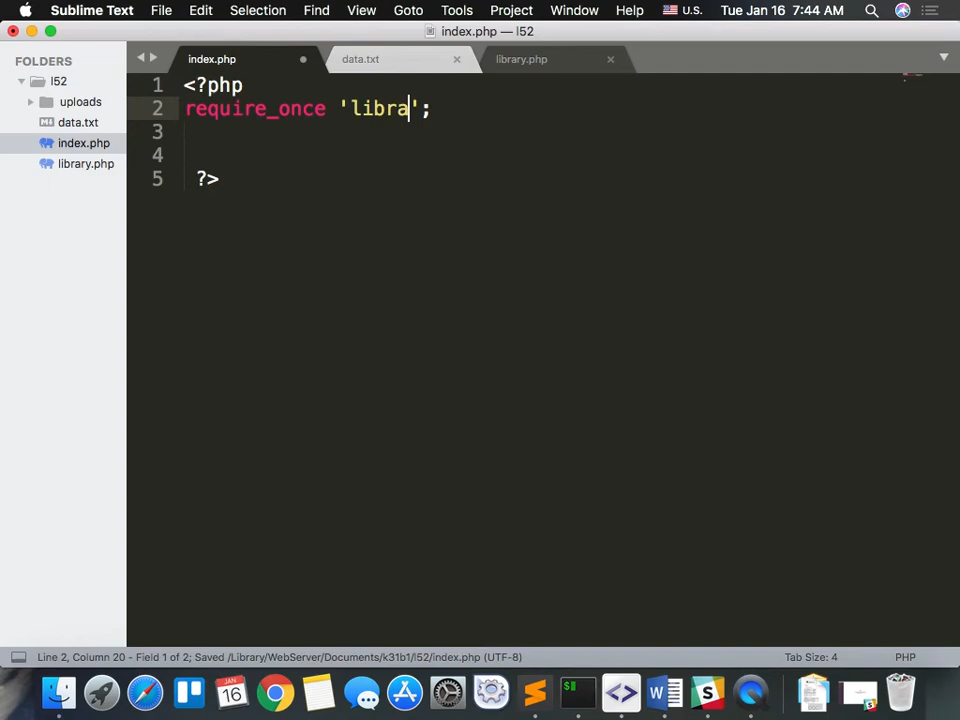 Sublime Text File Edit Selection Find View Goto Tools Project Window Help U.S. Tue Jan 16 7:44 AM
index.php — l52
FOLDERS
l52
uploads
data.txt
index.php
library.php
index.php data.txt library.php
1 <?php
2 require_once 'libra';
3
4
5 ?>
Line 2, Column 20 - Field 1 of 2; Saved /Library/WebServer/Documents/k31b1/l52/index.php (UTF-8) Tab Size: 4 PHP
JAN
16